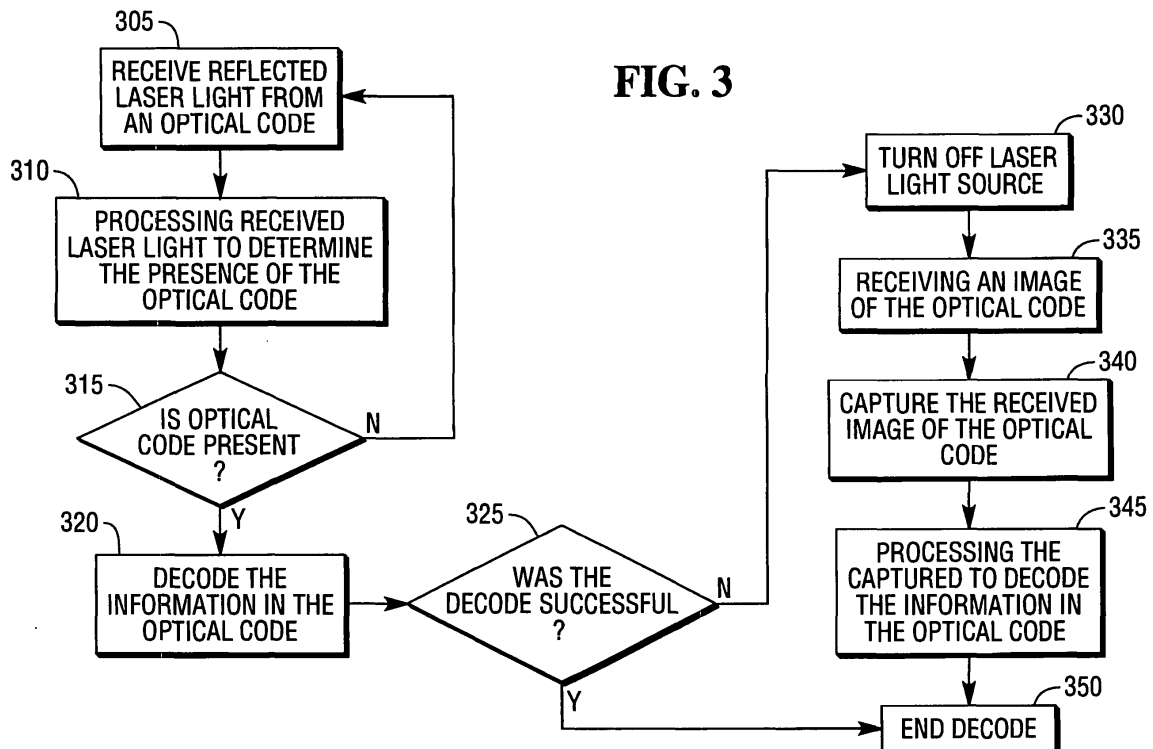 FIG. 3
305
RECEIVE REFLECTED
LASER LIGHT FROM
AN OPTICAL CODE
310
PROCESSING RECEIVED
LASER LIGHT TO DETERMINE
THE PRESENCE OF THE
OPTICAL CODE
315
IS OPTICAL
CODE PRESENT
?
N
Y
320
DECODE THE
INFORMATION IN THE
OPTICAL CODE
325
WAS THE
DECODE SUCCESSFUL
?
N
Y
330
TURN OFF LASER
LIGHT SOURCE
335
RECEIVING AN IMAGE
OF THE OPTICAL CODE
340
CAPTURE THE RECEIVED
IMAGE OF THE OPTICAL
CODE
345
PROCESSING THE
CAPTURED TO DECODE
THE INFORMATION IN
THE OPTICAL CODE
350
END DECODE